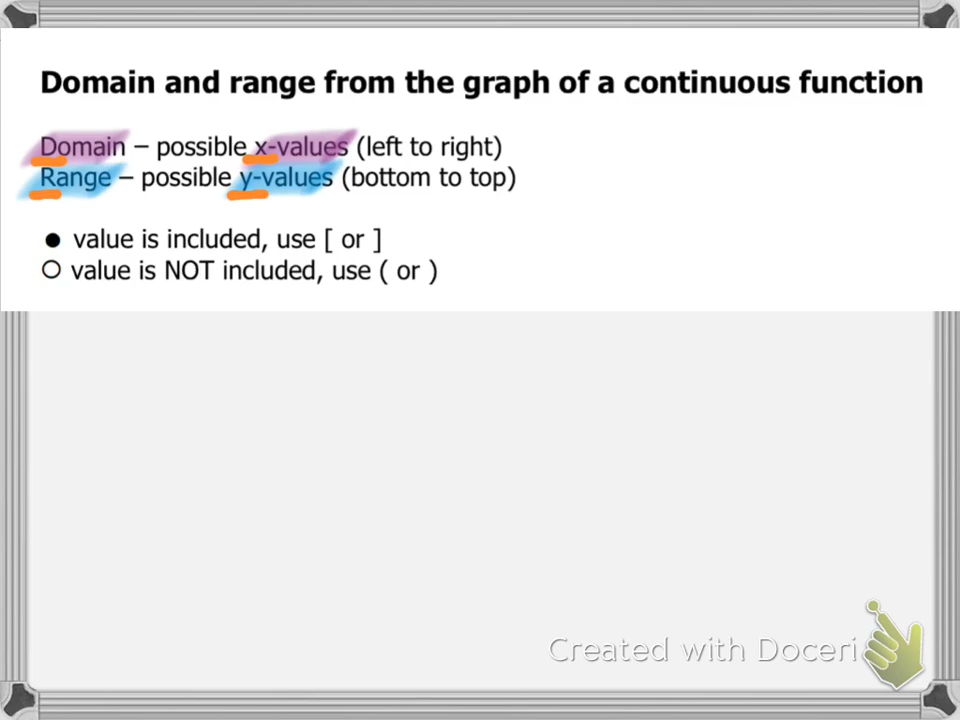 Domain and range from the graph of a continuous function
Domain – possible x-values (left to right)
Range – possible y-values (bottom to top)
● value is included, use [ or ]
○ value is NOT included, use ( or )
Created with Doceri